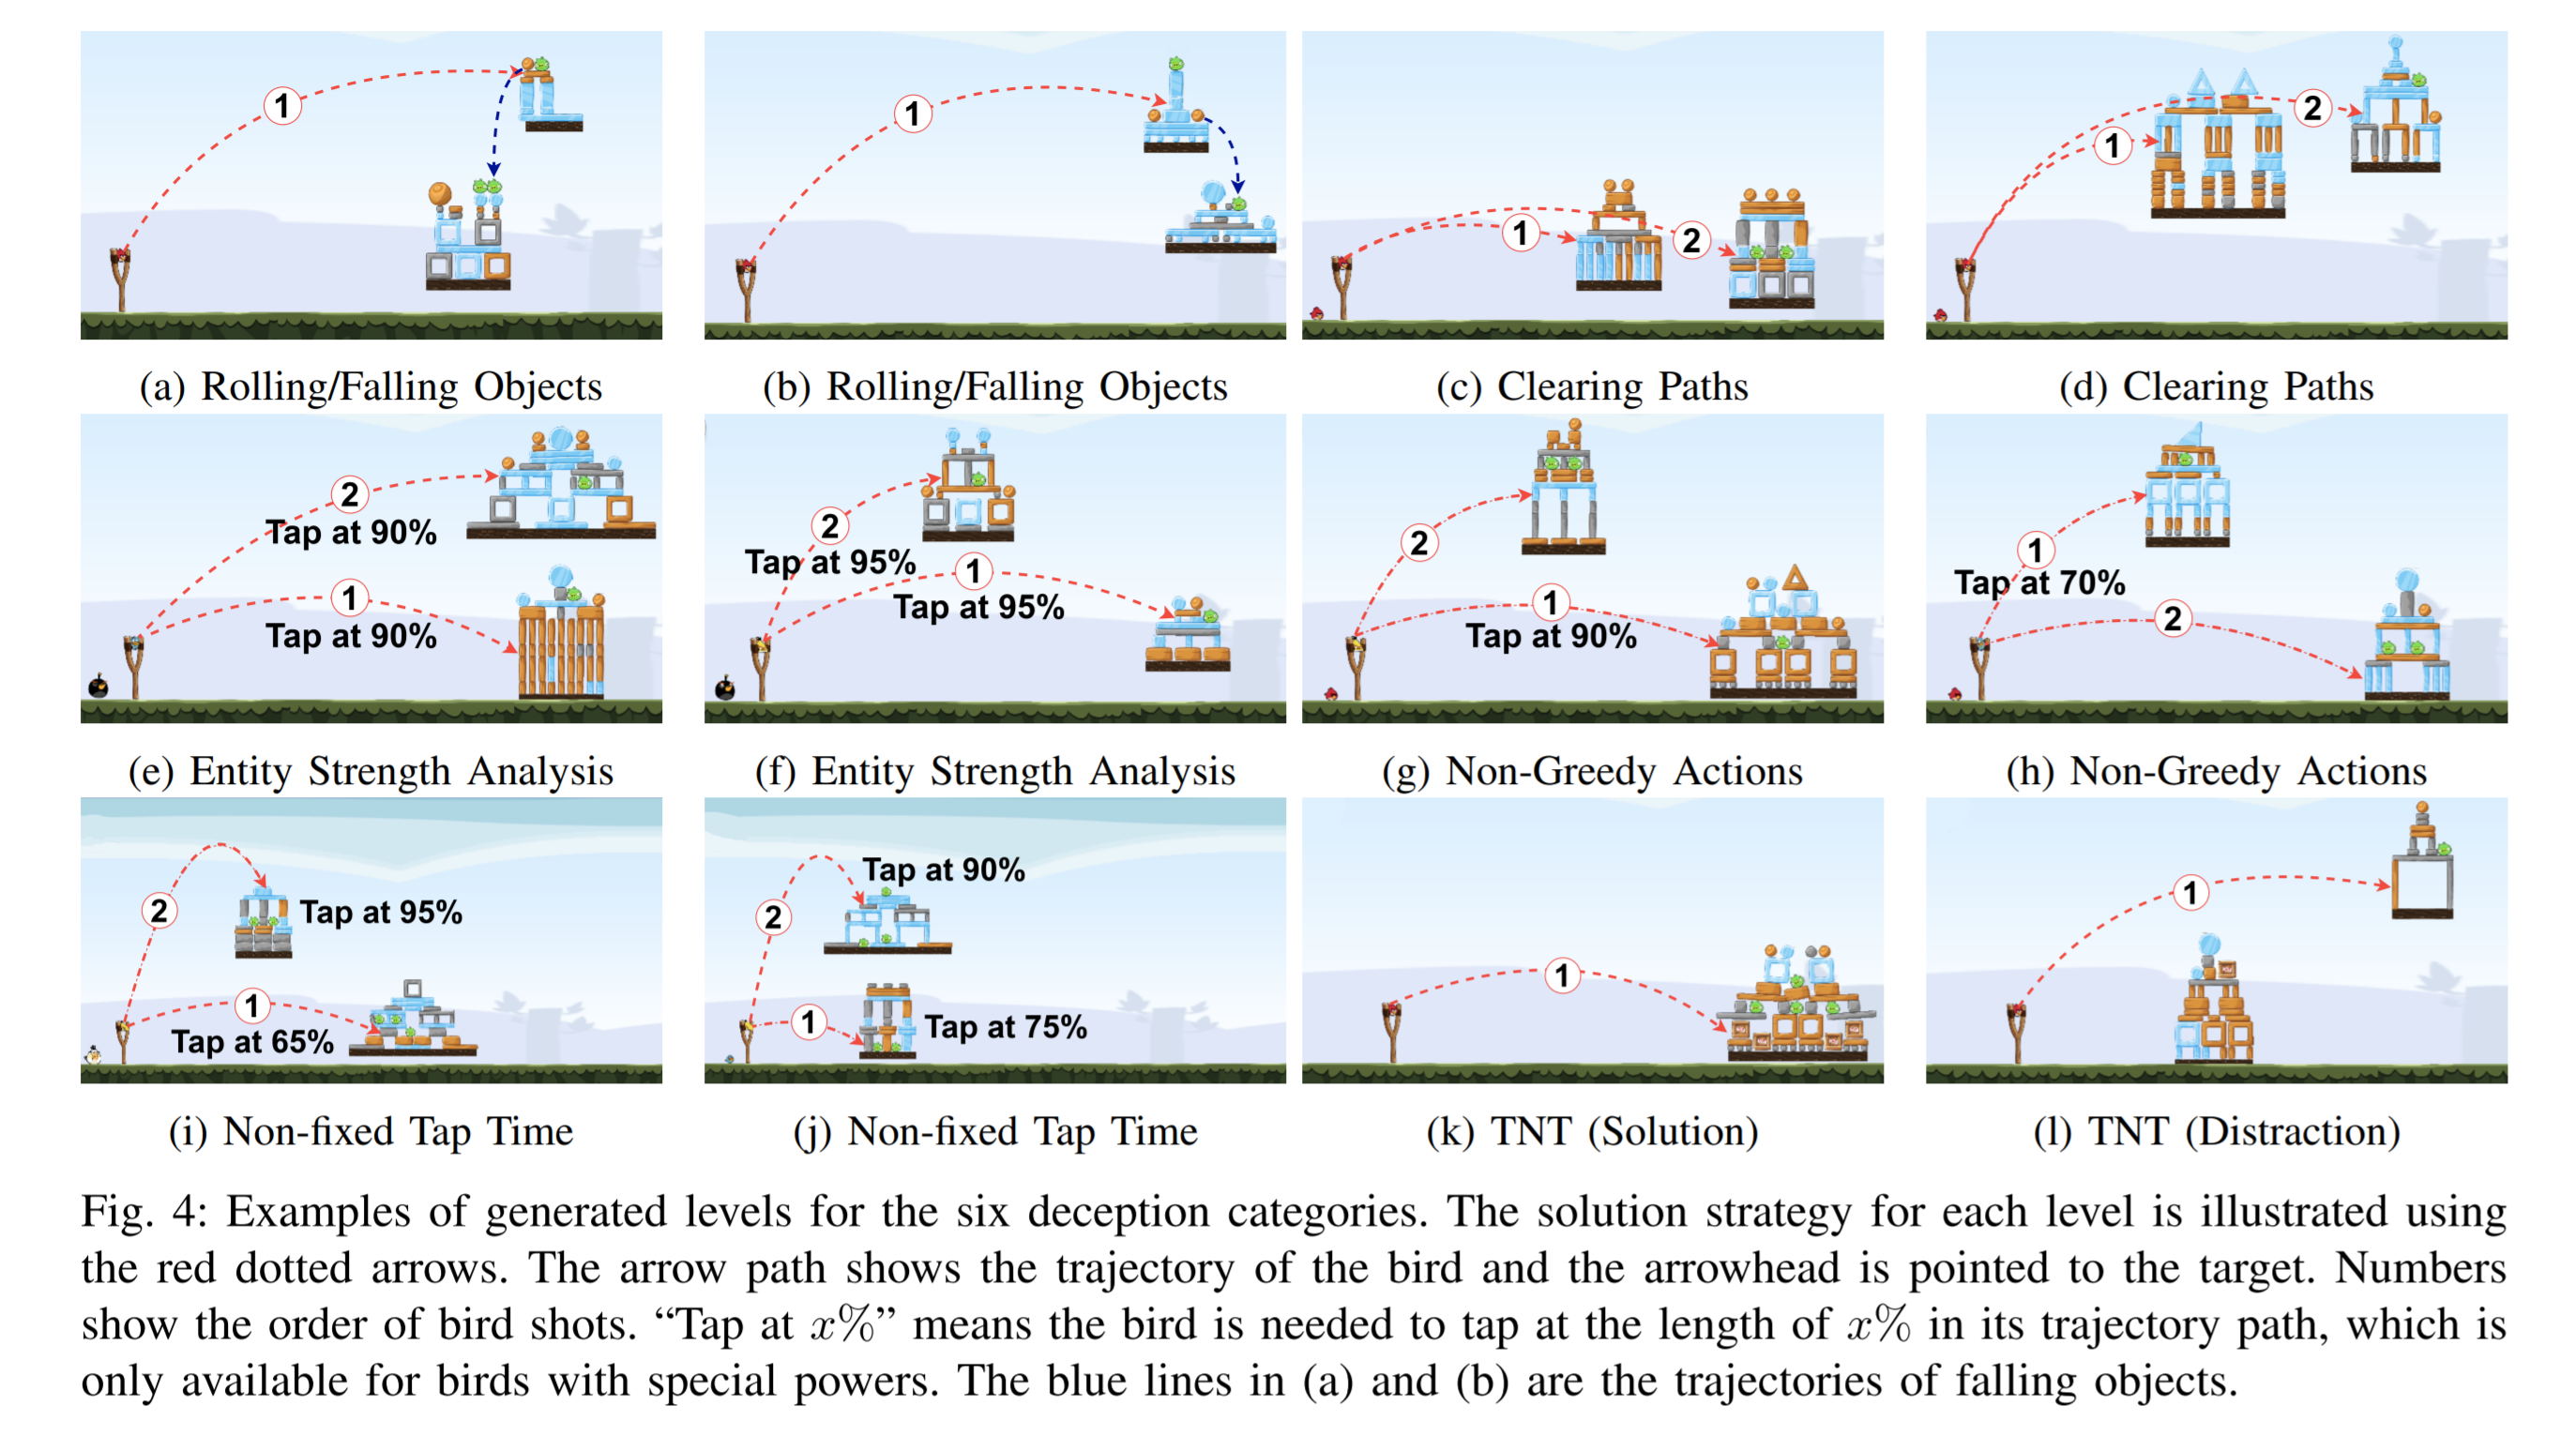 1
1
1
2
1
2
(a) Rolling/Falling Objects
(b) Rolling/Falling Objects
(c) Clearing Paths
(d) Clearing Paths
2
Tap at 90%
1
Tap at 90%
2
Tap at 95%
1
Tap at 95%
2
1
Tap at 90%
1
Tap at 70%
2
(e) Entity Strength Analysis
(f) Entity Strength Analysis
(g) Non-Greedy Actions
(h) Non-Greedy Actions
2
Tap at 95%
1
Tap at 65%
Tap at 90%
2
1
Tap at 75%
1
1
(i) Non-fixed Tap Time
(j) Non-fixed Tap Time
(k) TNT (Solution)
(l) TNT (Distraction)
Fig. 4: Examples of generated levels for the six deception categories. The solution strategy for each level is illustrated using
the red dotted arrows. The arrow path shows the trajectory of the bird and the arrowhead is pointed to the target. Numbers
show the order of bird shots. “Tap at x%” means the bird is needed to tap at the length of x% in its trajectory path, which is
only available for birds with special powers. The blue lines in (a) and (b) are the trajectories of falling objects.